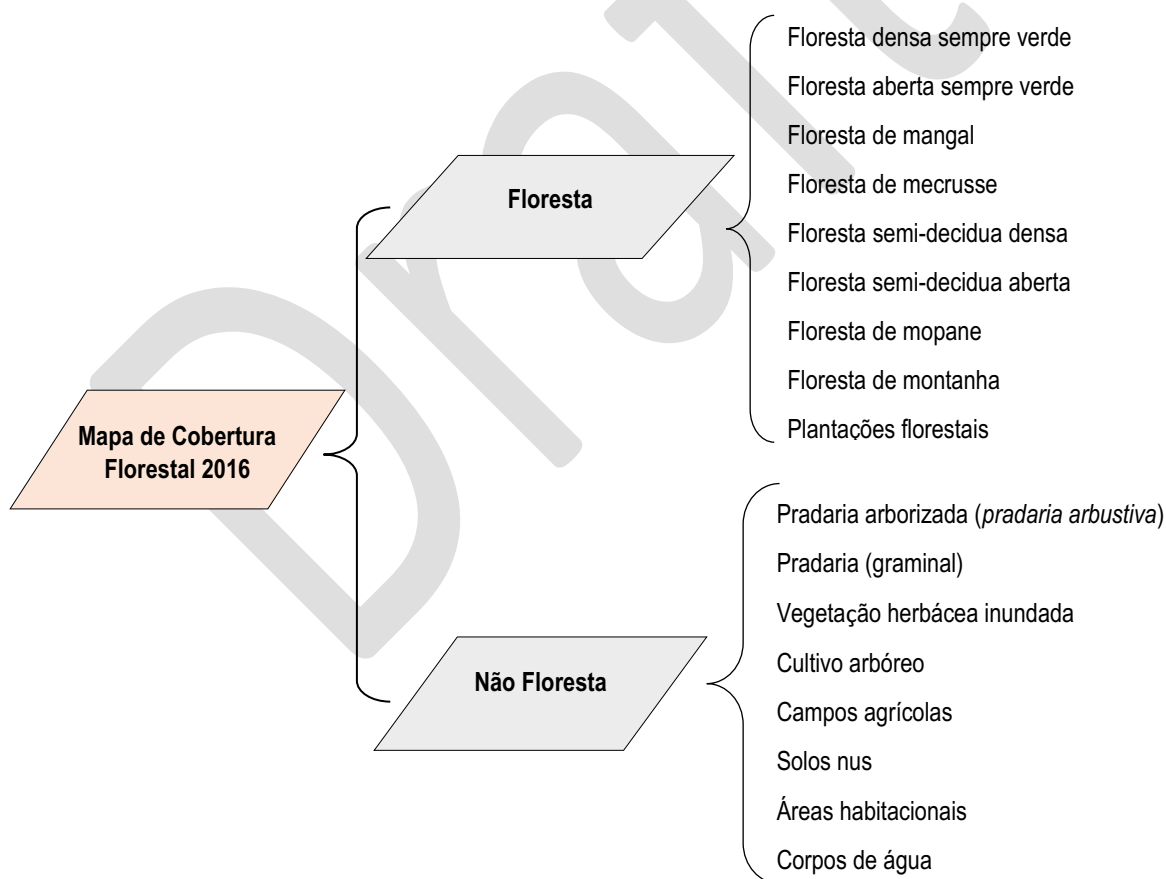 Draft
Mapa de Cobertura
Florestal 2016
Floresta
Floresta densa sempre verde
Floresta aberta sempre verde
Floresta de mangal
Floresta de mecrusse
Floresta semi-decidua densa
Floresta semi-decidua aberta
Floresta de mopane
Floresta de montanha
Plantações florestais
Não Floresta
Pradaria arborizada (pradaria arbustiva)
Pradaria (graminal)
Vegetação herbácea inundada
Cultivo arbóreo
Campos agrícolas
Solos nus
Áreas habitacionais
Corpos de água